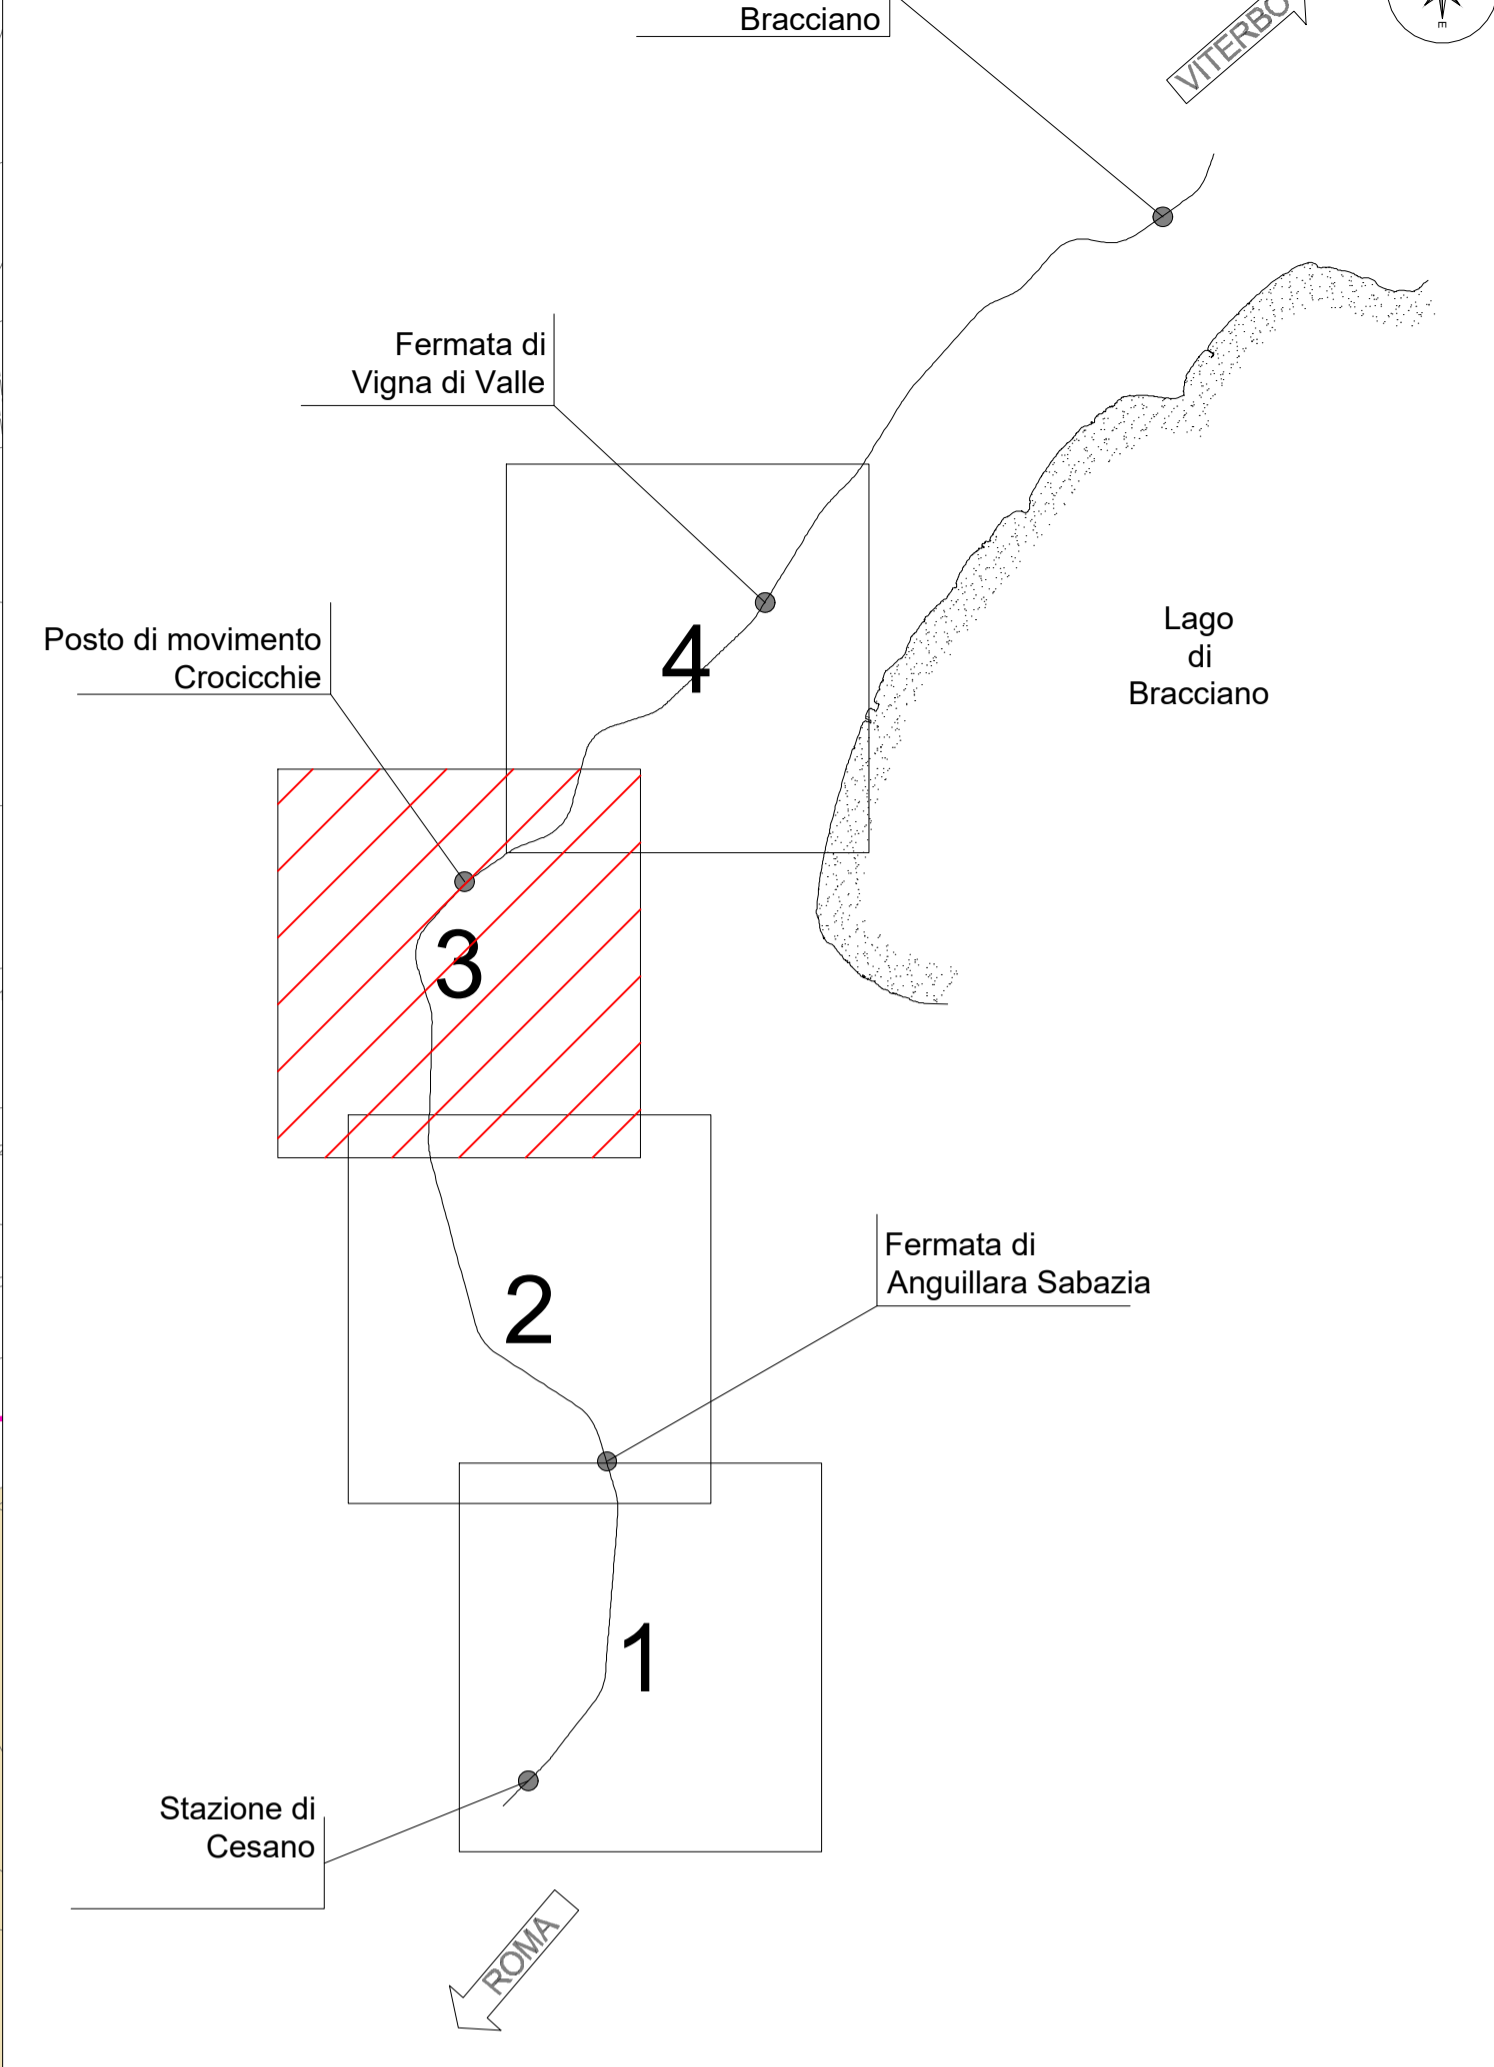 Bracciano
VITERBO
E
Fermata di
Vigna di Valle
Lago
di
Bracciano
Posto di movimento
Crocicchie
4
3
Fermata di
Anguillara Sabazia
2
1
Stazione di
Cesano
ROMA